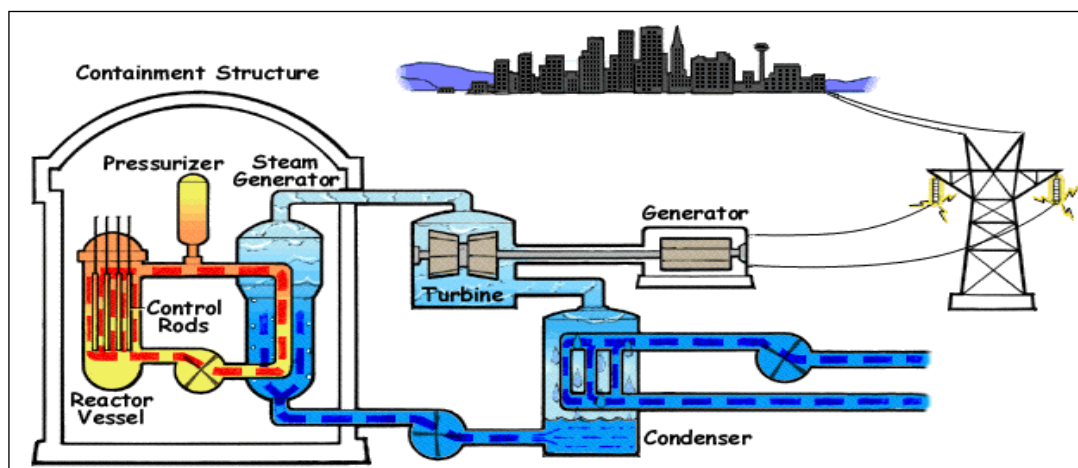 Containment Structure
Pressurizer
Steam
Generator
Generator
Turbine
Control
Rods
Reactor
Vessel
Condenser